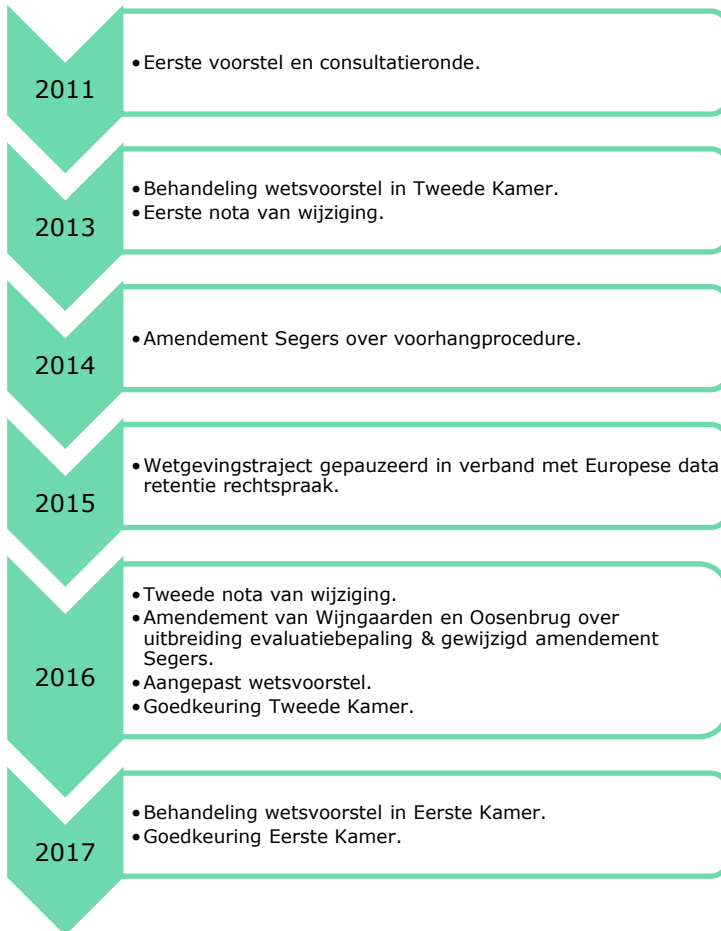 2011
•Eerste voorstel en consultatieronde.
2013
•Behandeling wetsvoorstel in Tweede Kamer.
•Eerste nota van wijziging.
2014
•Amendement Segers over voorhangprocedure.
2015
•Wetgevingstraject gepauzeerd in verband met Europese data
retentie rechtspraak.
2016
•Tweede nota van wijziging.
•Amendement van Wijngaarden en Oosenbrug over
uitbreiding evaluatiebepaling & gewijzigd amendement
Segers.
•Aangepast wetsvoorstel.
•Goedkeuring Tweede Kamer.
2017
•Behandeling wetsvoorstel in Eerste Kamer.
•Goedkeuring Eerste Kamer.